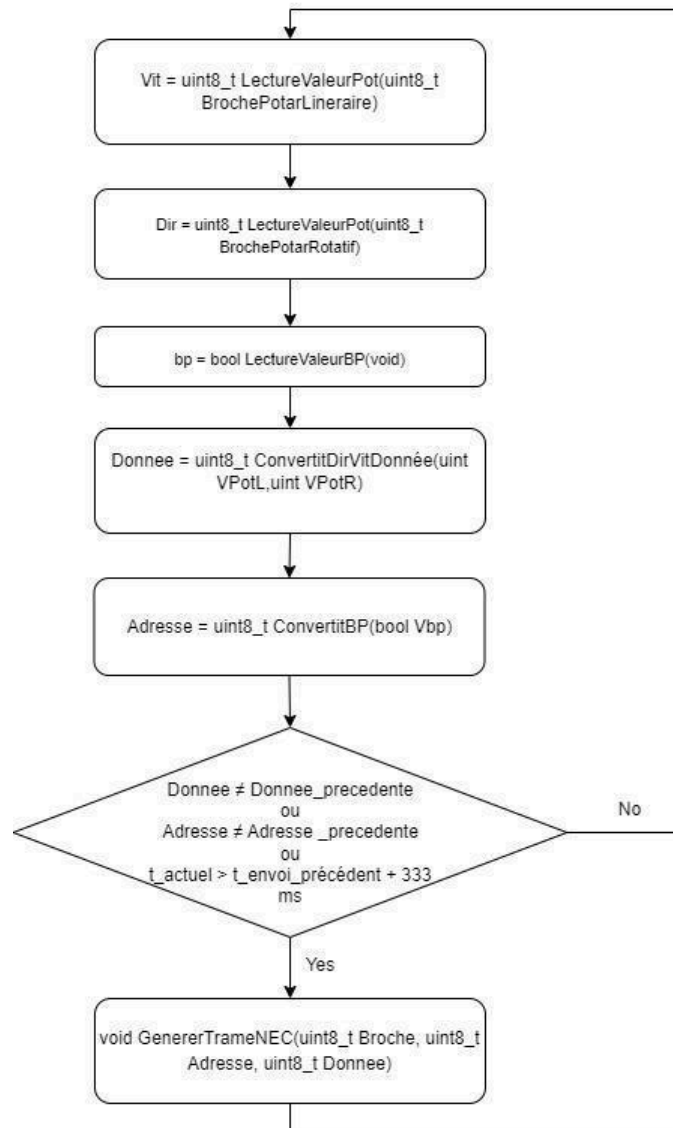 Vit = uint8_t LectureValeurPot(uint8_t
BrochePotarLineraire)
Dir = uint8_t LectureValeurPot(uint8_t
BrochePotarRotatif)
bp = bool LectureValeurBP(void)
Donnee = uint8_t ConvertitDirVitDonnée(uint
VPotL,uint VPotR)
Adresse = uint8_t ConvertitBP(bool Vbp)
Donnee ≠ Donnee_precedente
ou
Adresse ≠ Adresse _precedente
ou
t_actuel > t_envoi_précédent + 333
ms
No
Yes
void GenererTrameNEC(uint8_t Broche, uint8_t
Adresse, uint8_t Donnee)